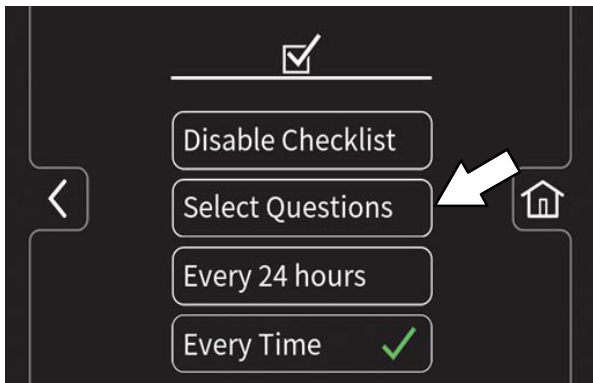 Disable Checklist
Select Questions
Every 24 hours
Every Time